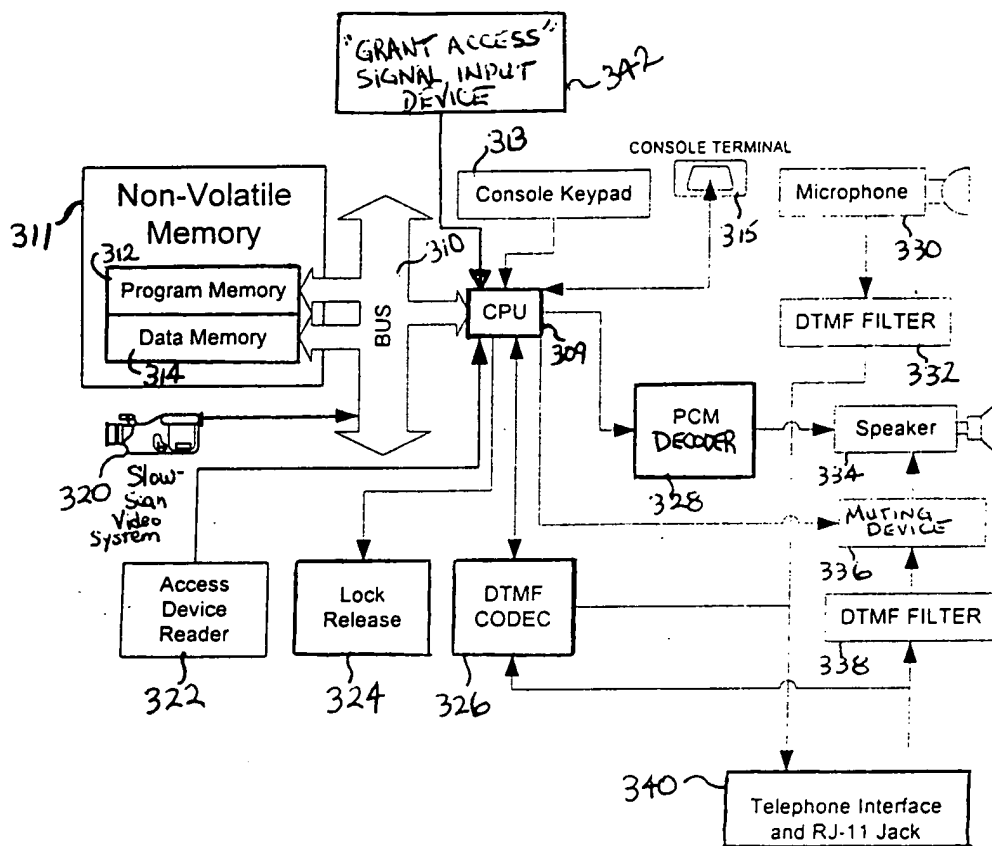 "GRANT ACCESS"
SIGNAL INPUT
DEVICE
342
313
CONSOLE TERMINAL
Console Keypad
315
Microphone
330
311
Non-Volatile
Memory
312
Program Memory
Data Memory
314
310
BUS
CPU
309
DTMF FILTER
332
PCM
DECODER
328
Speaker
334
320
Slow-
Sign
Video
System
MUTING
DEVICE
336
Access
Device
Reader
322
Lock
Release
324
DTMF
CODEC
326
DTMF FILTER
338
340
Telephone Interface
and RJ-11 Jack